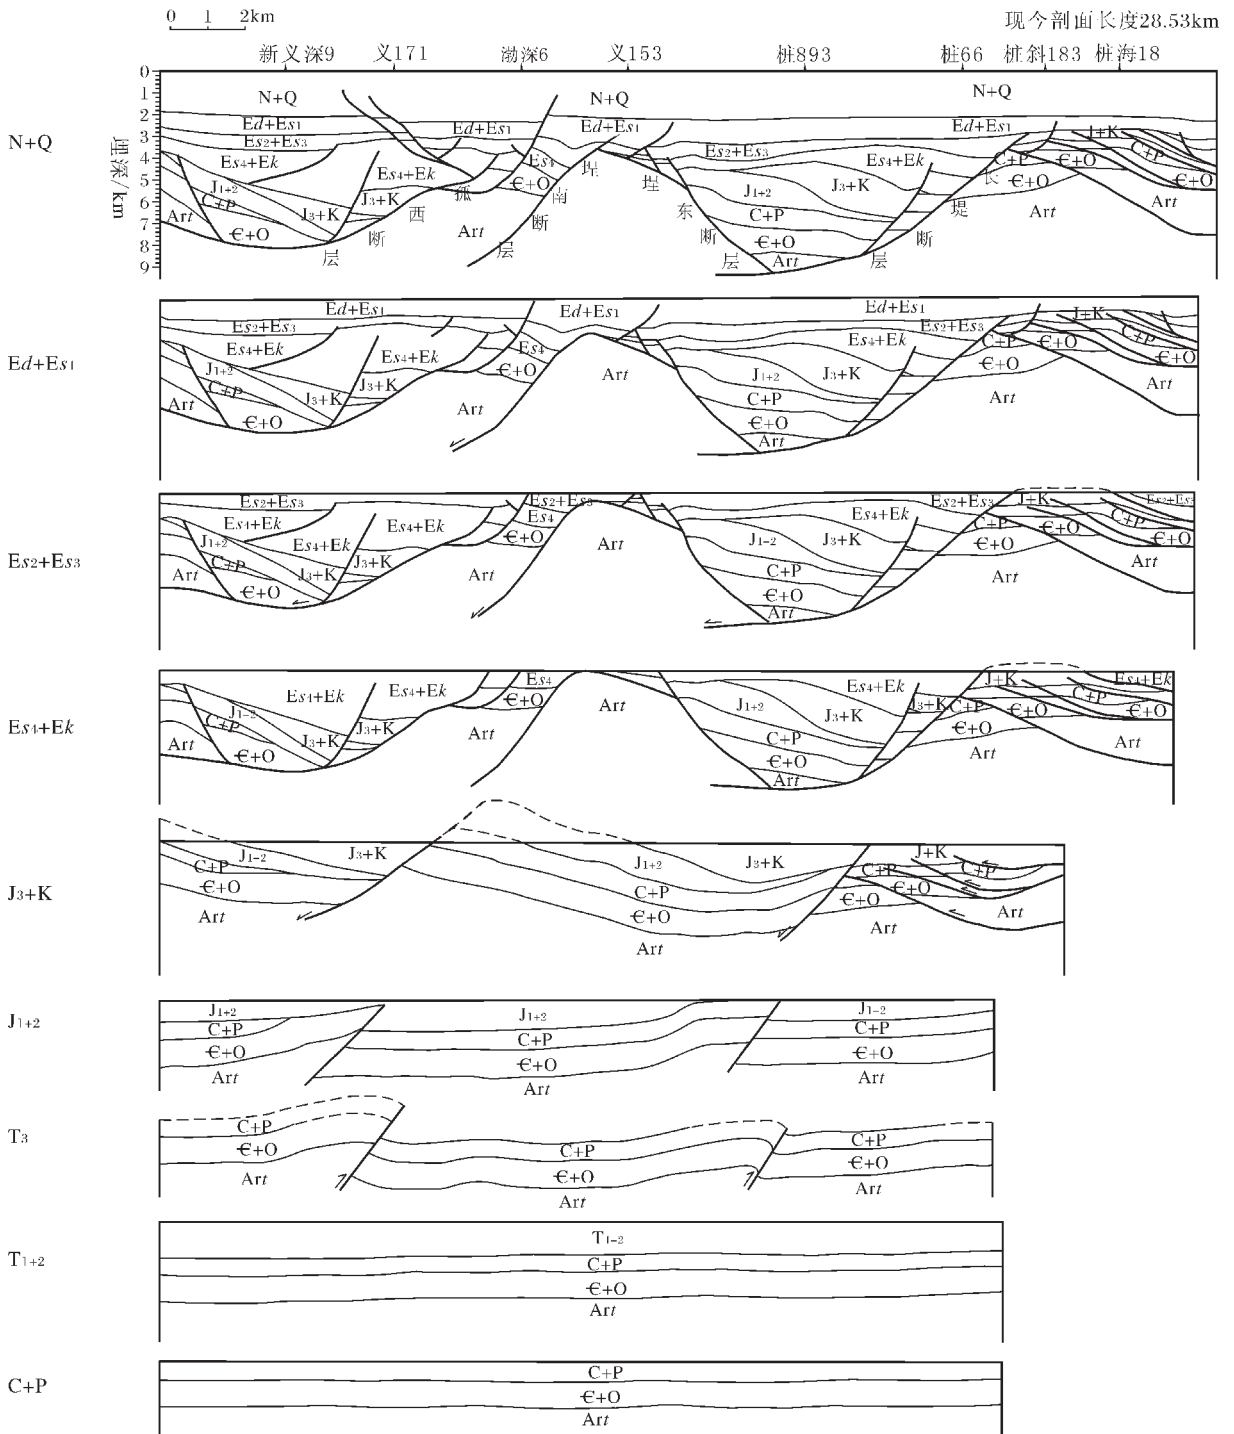 0 1 2km 现今剖面长度28.53km
新义深9 义171 渤深6 义153 桩893 桩66 桩斜183 桩海18
N+Q
埋深/km
0
1
2
3
4
5
6
7
8
9
N+Q N+Q N+Q
Ed+Es1 Ed+Es1 Ed+Es1 Ed+Es1 J+K
Es2+Es3 Es2+Es3 C+P
Es4+Ek Es4+Ek Es4 Es4+Ek C+P Є+O
J1+2 Є+O J1+2 J3+K Є+O Є+O
C+P J3+K J3+K C+P
Art Є+O Art Є+O Art Art
Art
孤西断层
埕南断层
埕东断层
长堤断层
Ed+Es1
Ed+Es1 Ed+Es1 Ed+Es1 J+K
Es2+Es3 Es2+Es3 C+P
Es4+Ek Es4+Ek Es4 Es4+Ek C+P Є+O Є+O
J1+2 J3+K Є+O Art J1+2 J3+K Є+O Art
C+P J3+K C+P Art
Art Є+O Art Є+O
Art
Es2+Es3
Es2+Es3 Es2+Es3 Es2+Es3 J+K Es2+Es3
Es4+Ek Es4+Ek Es4 Es4+Ek C+P Є+O C+P
J1+2 Es4+Ek Є+O Art J1-2 J3+K Є+O Є+O
C+P J3+K J3+K C+P Art Art
Art Є+O Art Є+O
Art
Es4+Ek
Es4+Ek Es4+Ek Es4 Es4+Ek J+K Es4+Ek
J1-2 Є+O Art J1+2 J3+K J3+K C+P Є+O C+P Є+O
C+P J3+K J3+K C+P Є+O
Art Є+O Art Є+O Art Art
Art
J3+K
J1-2 J3+K J1+2 J3+K J+K
C+P C+P C+P C+P
Є+O Є+O Є+O Є+O
Art Art Art Art
J1+2
J1+2 J1+2 J1-2
C+P C+P C+P
Є+O Є+O Є+O
Art Art Art
T3
C+P C+P C+P
Є+O Є+O Є+O
Art Art Art
T1+2
T1-2
C+P
Є+O
Art
C+P
C+P
Є+O
Art